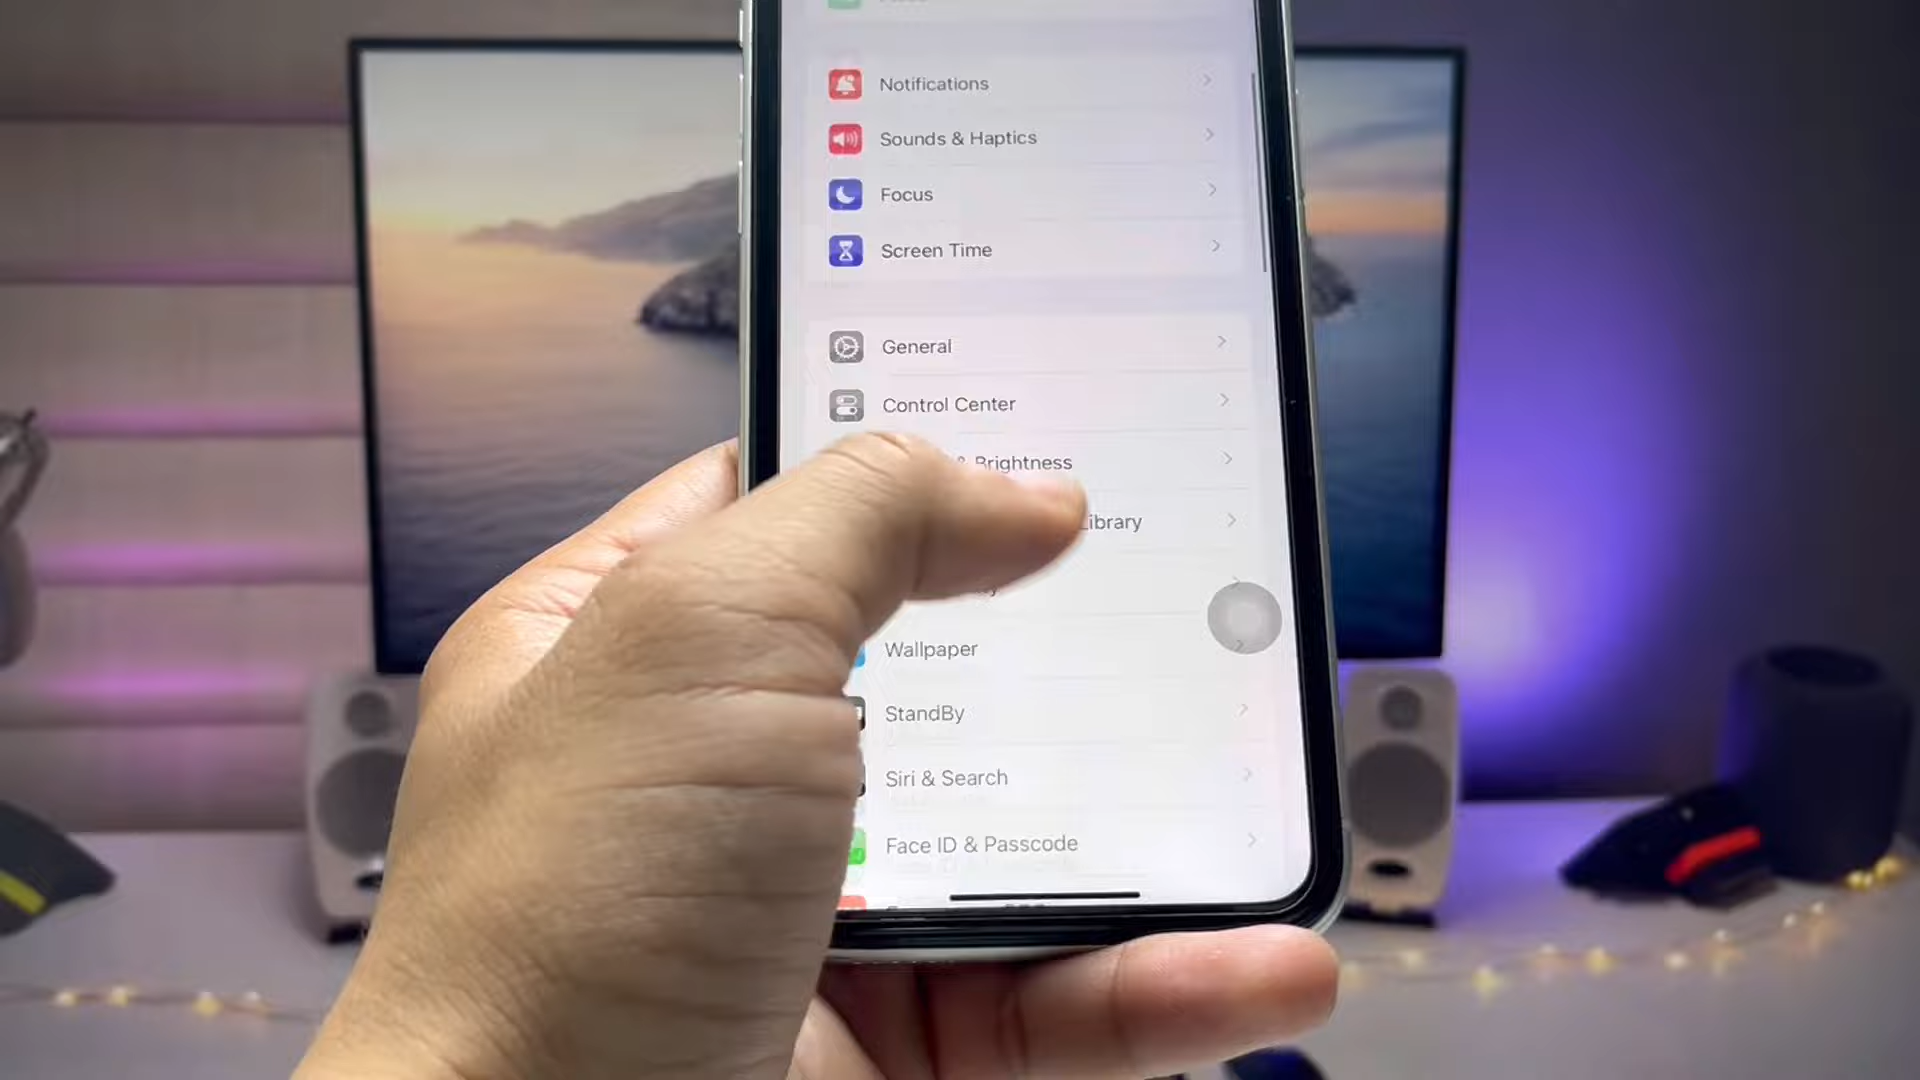 Notifications
Sounds & Haptics
Focus
Screen Time
General
Control Center
& Brightness
Library
Wallpaper
StandBy
Siri & Search
Face ID & Passcode